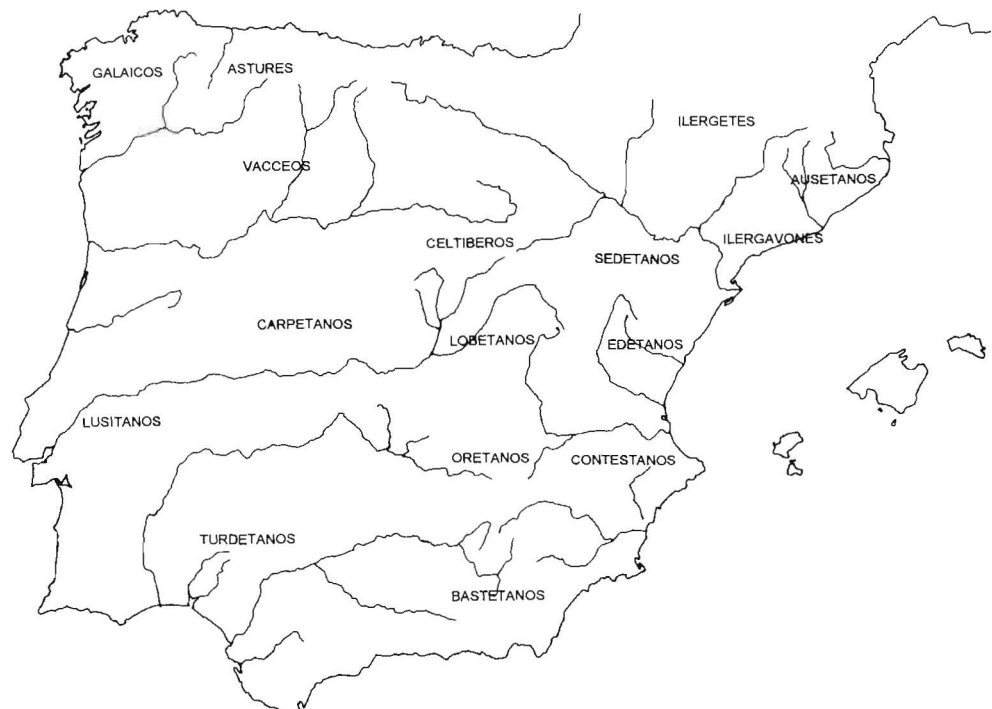 GALAICOS
ASTURES
ILERGETES
VACCEOS
AUSETANOS
CELTIBEROS
ILERGAVONES
SEDETANOS
CARPETANOS
LOBETANOS
EDETANOS
LUSITANOS
ORETANOS
CONTESTANOS
TURDETANOS
BASTETANOS